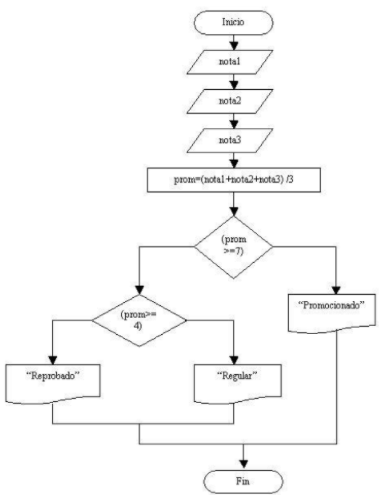 Inicio
nota1
nota2
nota3
prom=(nota1+nota2+nota3) /3
(prom
>=7)
"Promocionado"
(prom>=
4)
"Reprobado"
"Regular"
Fin